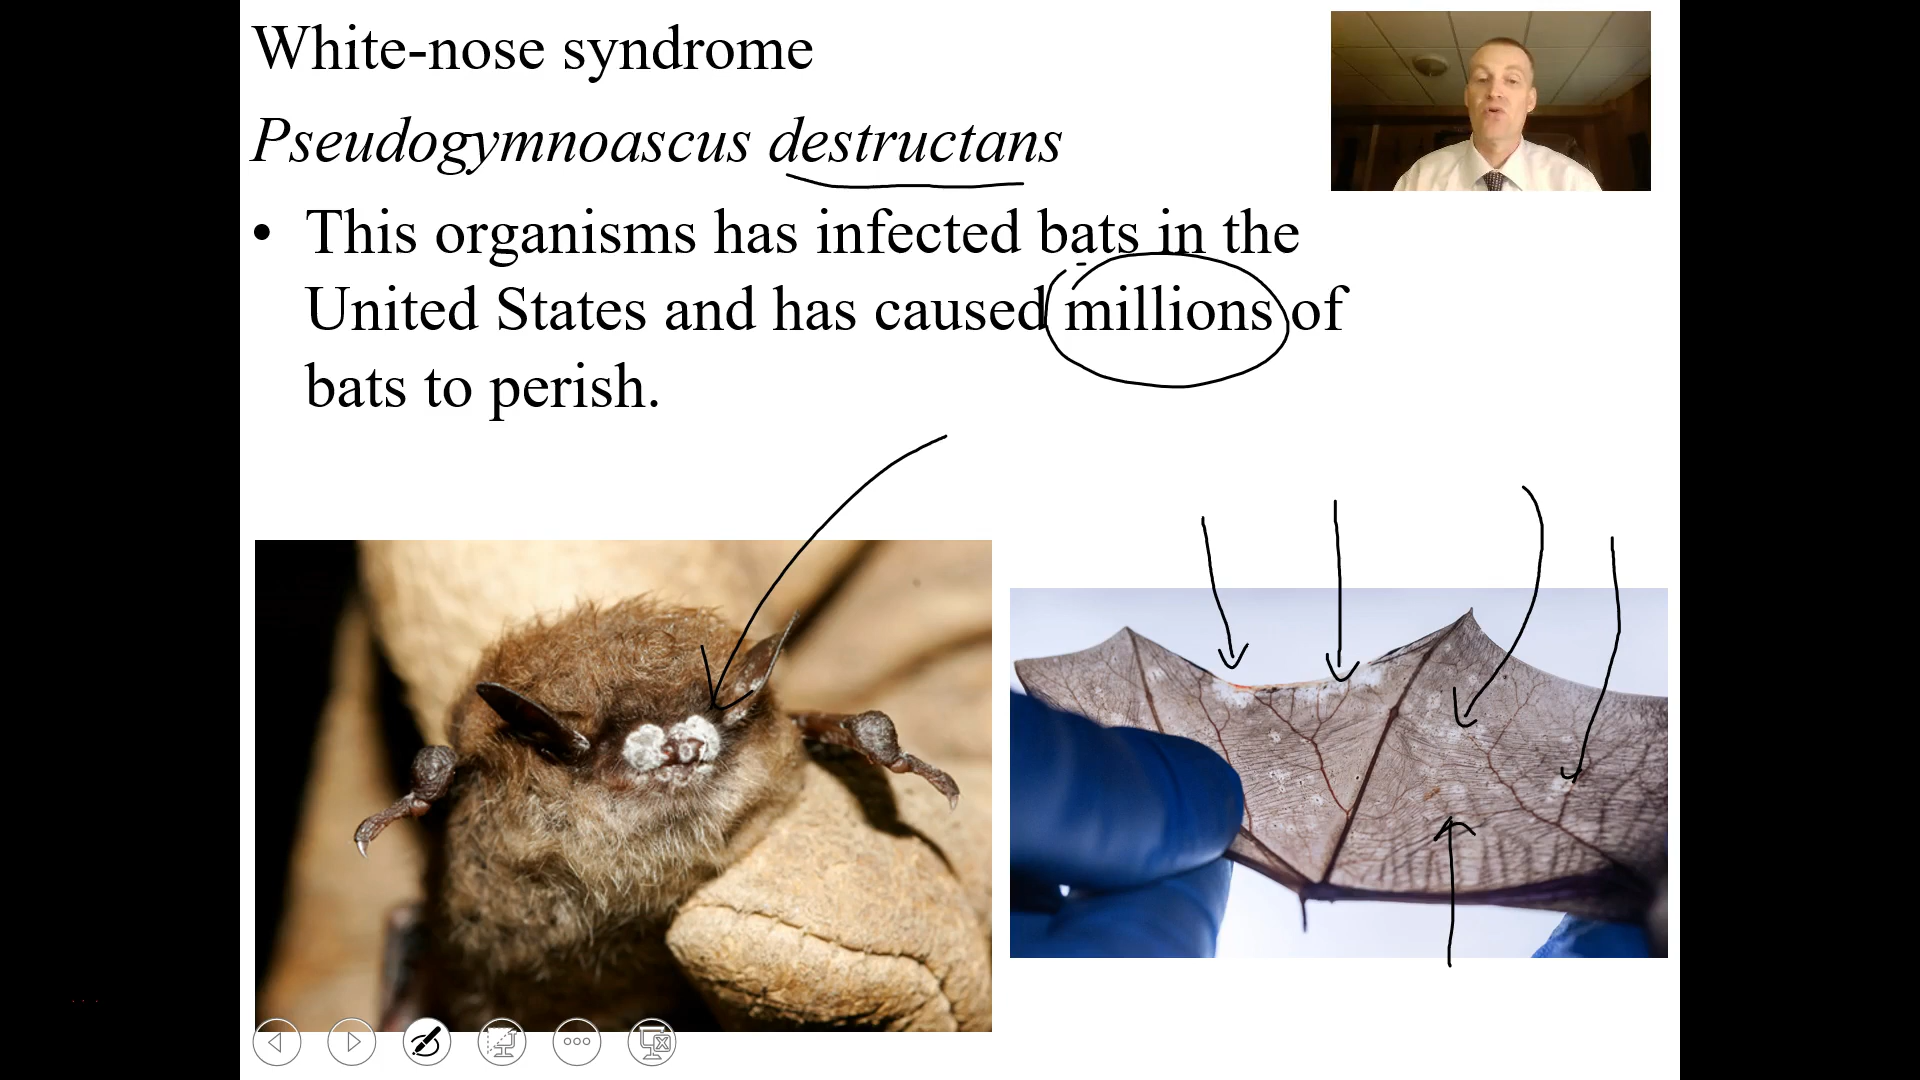 White-nose syndrome
Pseudogymnoascus destructans
• This organisms has infected bats in the
United States and has caused millions of
bats to perish.